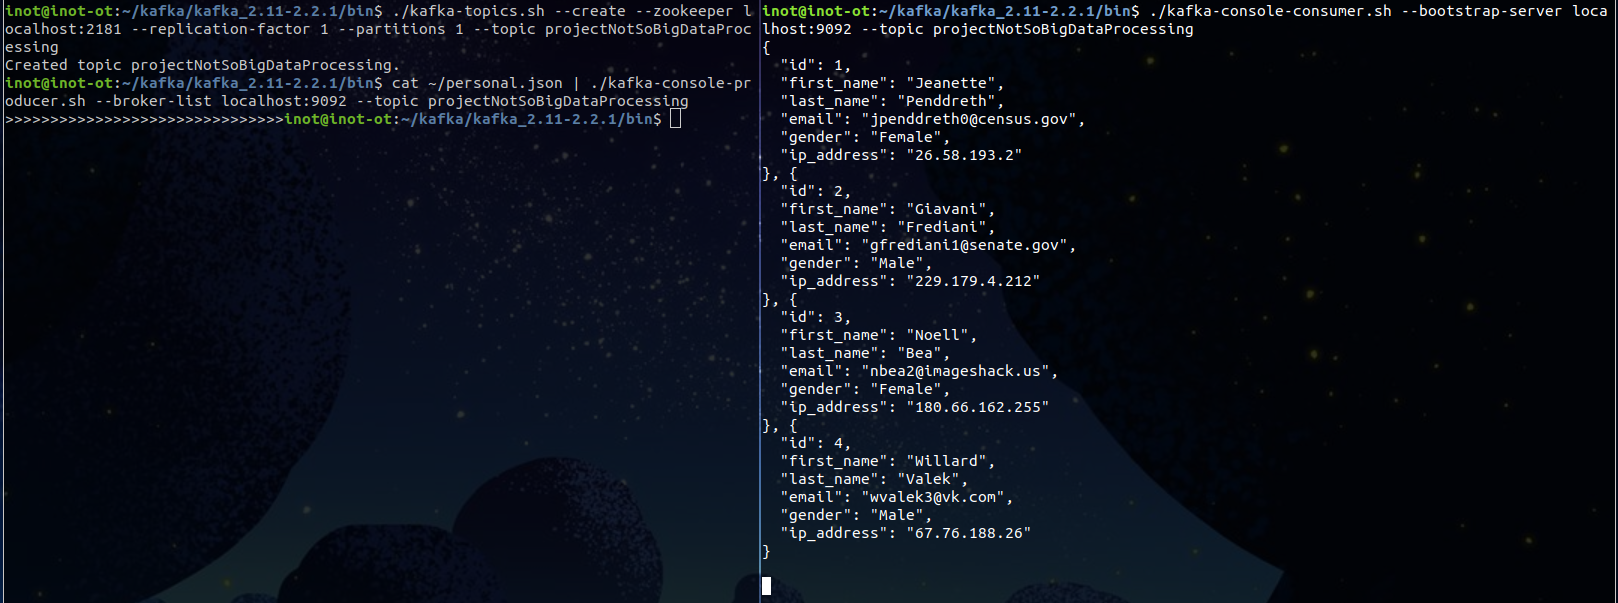 inot@inot-ot:~/kafka/kafka_2.11-2.2.1/bin$ ./kafka-topics.sh --create --zookeeper l
ocalhost:2181 --replication-factor 1 --partitions 1 --topic projectNotSoBigDataProc
essing
Created topic projectNotSoBigDataProcessing.
inot@inot-ot:~/kafka/kafka_2.11-2.2.1/bin$ cat ~/personal.json | ./kafka-console-pr
oducer.sh --broker-list localhost:9092 --topic projectNotSoBigDataProcessing
>>>>>>>>>>>>>>>>>>>>>>>>>>>>>>>inot@inot-ot:~/kafka/kafka_2.11-2.2.1/bin$
inot@inot-ot:~/kafka/kafka_2.11-2.2.1/bin$ ./kafka-console-consumer.sh --bootstrap-server loca
lhost:9092 --topic projectNotSoBigDataProcessing
{
  "id": 1,
  "first_name": "Jeanette",
  "last_name": "Penddreth",
  "email": "jpenddreth0@census.gov",
  "gender": "Female",
  "ip_address": "26.58.193.2"
}, {
  "id": 2,
  "first_name": "Giavani",
  "last_name": "Frediani",
  "email": "gfrediani1@senate.gov",
  "gender": "Male",
  "ip_address": "229.179.4.212"
}, {
  "id": 3,
  "first_name": "Noell",
  "last_name": "Bea",
  "email": "nbea2@imageshack.us",
  "gender": "Female",
  "ip_address": "180.66.162.255"
}, {
  "id": 4,
  "first_name": "Willard",
  "last_name": "Valek",
  "email": "wvalek3@vk.com",
  "gender": "Male",
  "ip_address": "67.76.188.26"
}